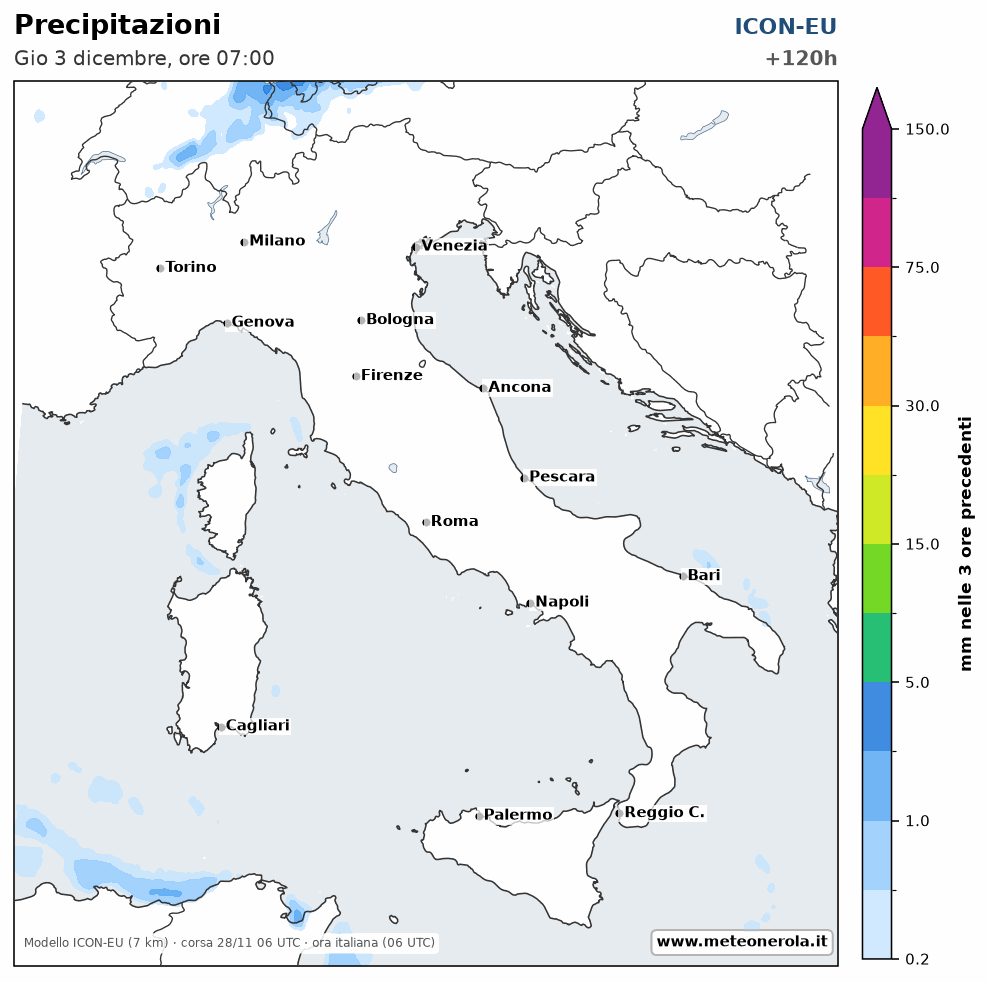 Precipitazioni
ICON-EU
Gio 3 dicembre, ore 07:00
+120h
Milano
Venezia
Torino
Genova
Bologna
Firenze
Ancona
Pescara
Roma
Bari
Napoli
Cagliari
Palermo
Reggio C.
Modello ICON-EU (7 km) · corsa 28/11 06 UTC · ora italiana (06 UTC)
www.meteonerola.it
150.0
75.0
30.0
15.0
5.0
1.0
0.2
mm nelle 3 ore precedenti